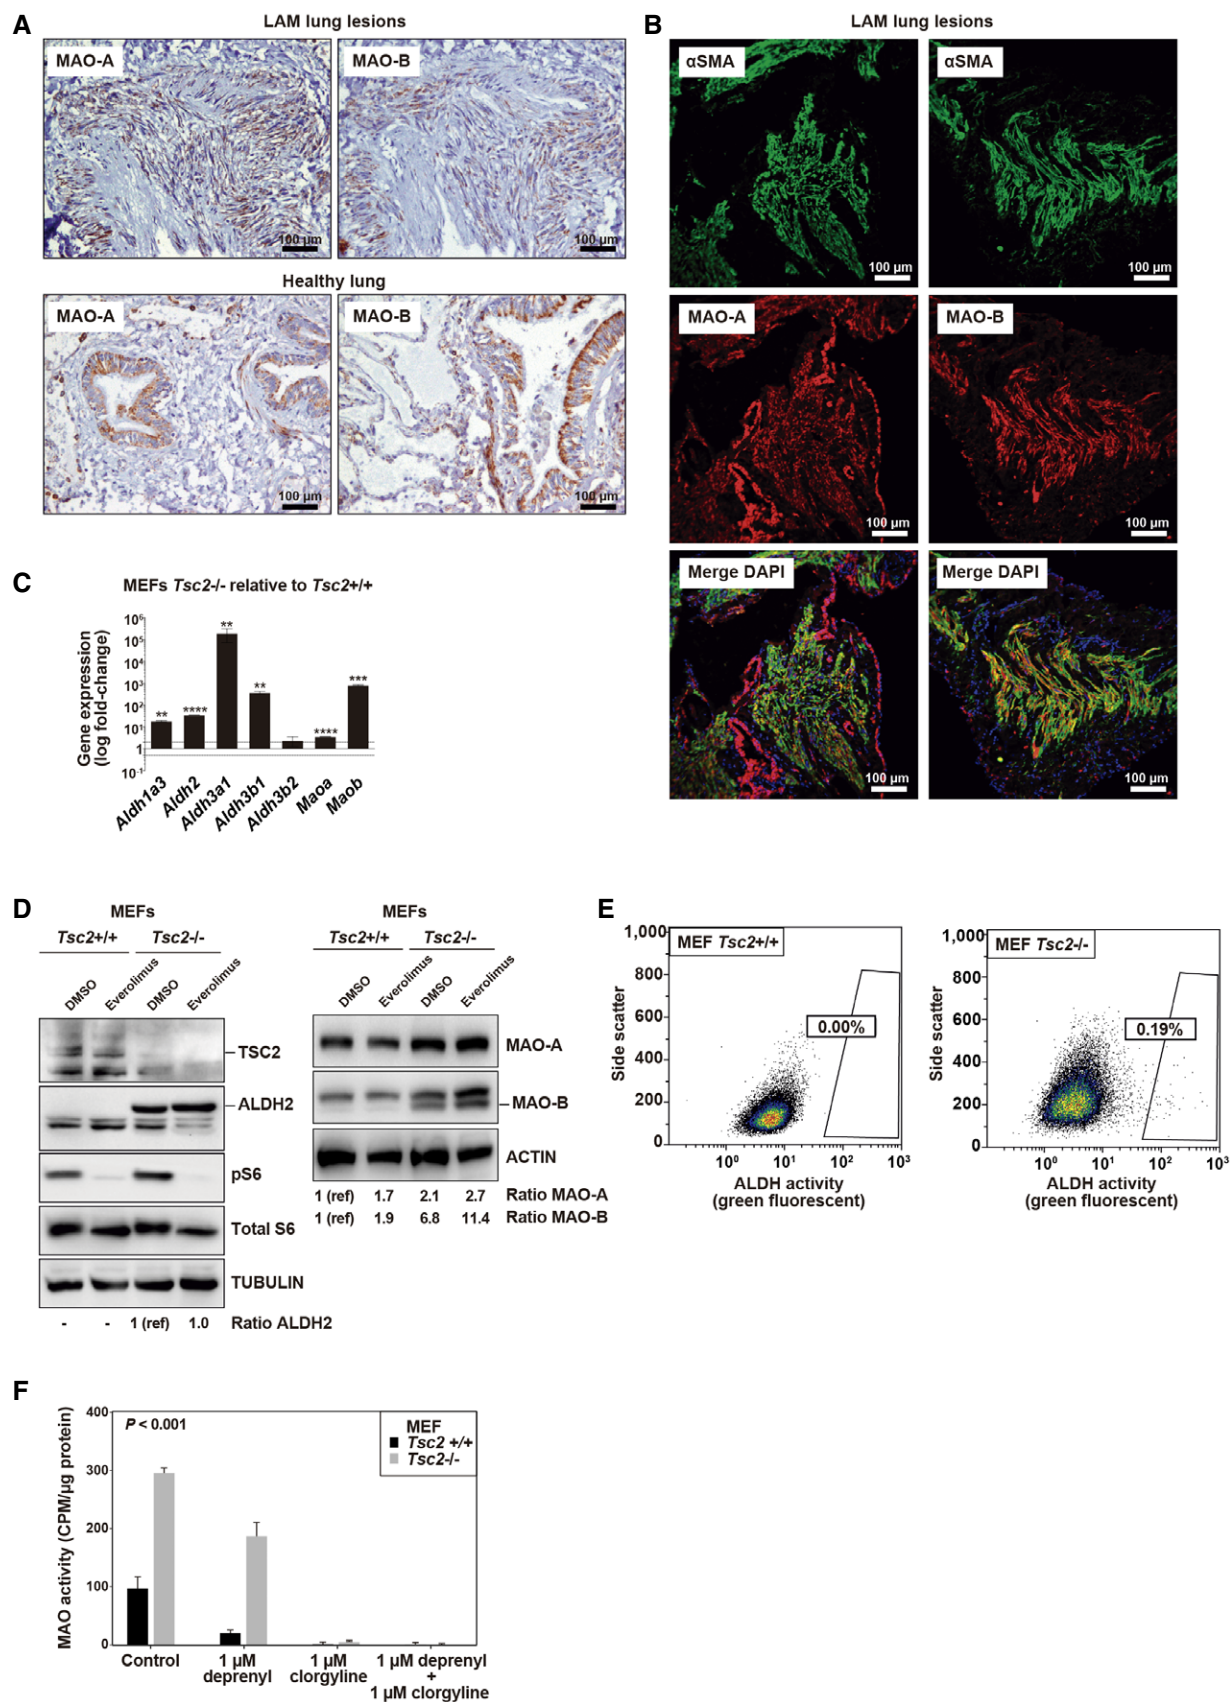 A
LAM lung lesions
MAO-A
MAO-B
100 µm
100 µm
Healthy lung
MAO-A
MAO-B
100 µm
100 µm
B
LAM lung lesions
αSMA
αSMA
100 µm
100 µm
MAO-A
MAO-B
100 µm
100 µm
Merge DAPI
Merge DAPI
100 µm
100 µm
C
MEFs Tsc2-/- relative to Tsc2+/+
Gene expression
(log fold-change)
10⁶
10⁵
10⁴
10³
10²
10¹
1
10⁻¹
** **** ** ** **** ***
Aldh1a3
Aldh2
Aldh3a1
Aldh3b1
Aldh3b2
Maoa
Maob
D
MEFs
Tsc2+/+ Tsc2-/-
DMSO Everolimus DMSO Everolimus
TSC2
ALDH2
pS6
Total S6
TUBULIN
- - 1 (ref) 1.0 Ratio ALDH2
MEFs
Tsc2+/+ Tsc2-/-
DMSO Everolimus DMSO Everolimus
MAO-A
MAO-B
ACTIN
1 (ref) 1.7 2.1 2.7 Ratio MAO-A
1 (ref) 1.9 6.8 11.4 Ratio MAO-B
E
MEF Tsc2+/+
Side scatter
1,000
800
600
400
200
0
0.00%
10⁰ 10¹ 10² 10³
ALDH activity
(green fluorescent)
MEF Tsc2-/-
Side scatter
1,000
800
600
400
200
0
0.19%
10⁰ 10¹ 10² 10³
ALDH activity
(green fluorescent)
F
MAO activity (CPM/µg protein)
400
300
200
100
0
P < 0.001
MEF
Tsc2 +/+
Tsc2-/-
Control
1 µM
deprenyl
1 µM
clorgyline
1 µM deprenyl
+
1 µM clorgyline